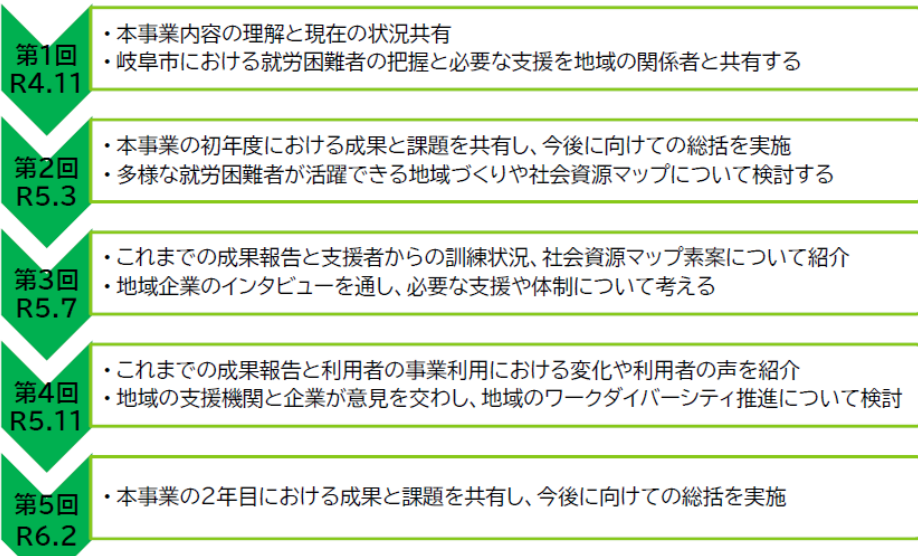 第1回
R4.11
・本事業内容の理解と現在の状況共有
・岐阜市における就労困難者の把握と必要な支援を地域の関係者と共有する
第2回
R5.3
・本事業の初年度における成果と課題を共有し、今後に向けての総括を実施
・多様な就労困難者が活躍できる地域づくりや社会資源マップについて検討する
第3回
R5.7
・これまでの成果報告と支援者からの訓練状況、社会資源マップ素案について紹介
・地域企業のインタビューを通し、必要な支援や体制について考える
第4回
R5.11
・これまでの成果報告と利用者の事業利用における変化や利用者の声を紹介
・地域の支援機関と企業が意見を交わし、地域のワークダイバーシティ推進について検討
第5回
R6.2
・本事業の2年目における成果と課題を共有し、今後に向けての総括を実施